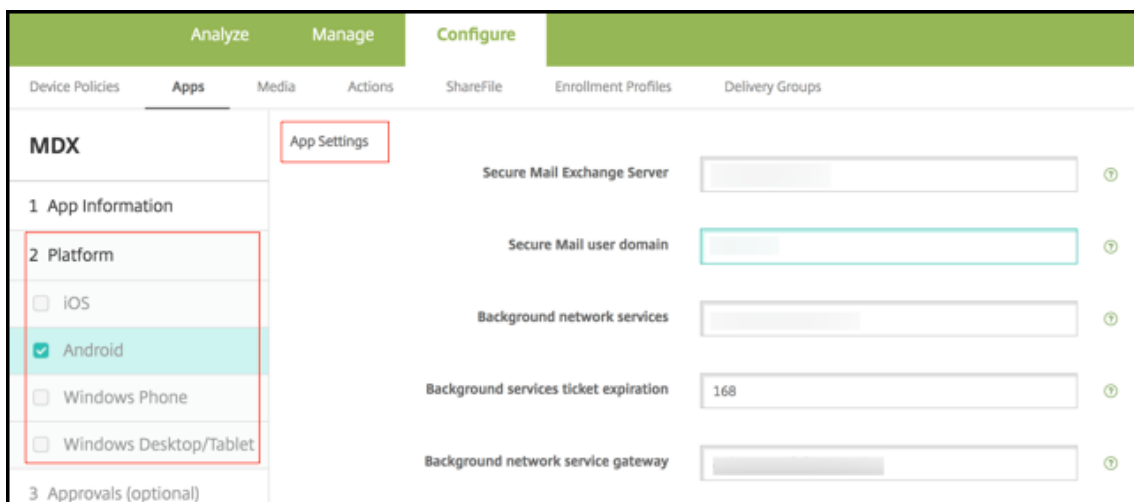 Analyze Manage Configure
Device Policies Apps Media Actions ShareFile Enrollment Profiles Delivery Groups
MDX
1 App Information
2 Platform
iOS
Android
Windows Phone
Windows Desktop/Tablet
3 Approvals (optional)
App Settings
Secure Mail Exchange Server
?
Secure Mail user domain
?
Background network services
?
Background services ticket expiration 168
?
Background network service gateway
?